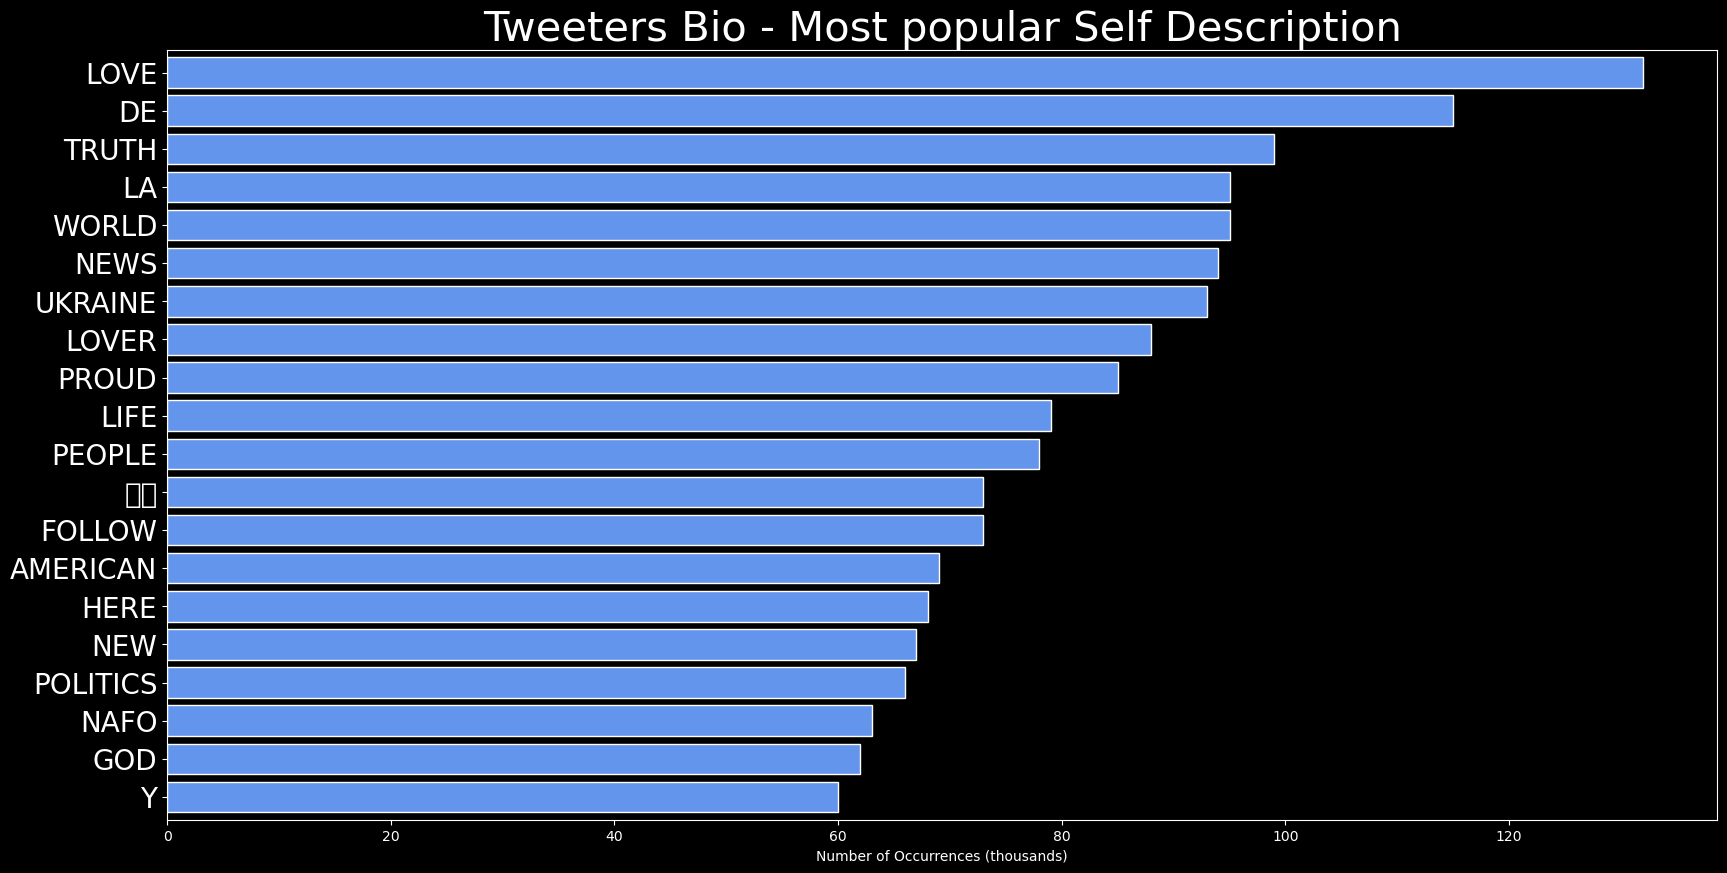 Tweeters Bio - Most popular Self Description
LOVE
DE
TRUTH
LA
WORLD
NEWS
UKRAINE
LOVER
PROUD
LIFE
PEOPLE
FOLLOW
AMERICAN
HERE
NEW
POLITICS
NAFO
GOD
Y
0 20 40 60 80 100 120
Number of Occurrences (thousands)